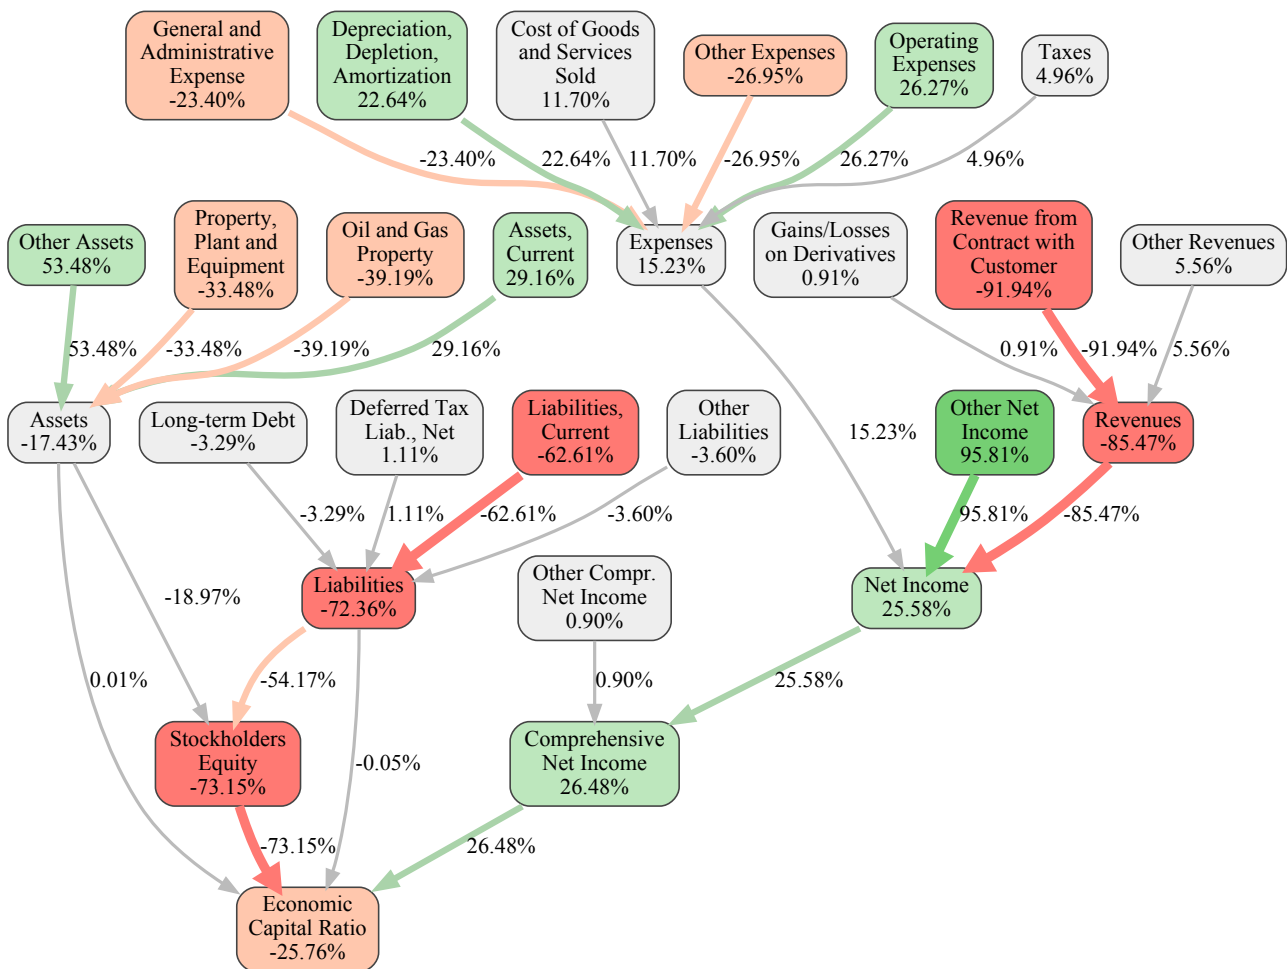 General and
Administrative
Expense
-23.40%
Depreciation,
Depletion,
Amortization
22.64%
Cost of Goods
and Services
Sold
11.70%
Other Expenses
-26.95%
Operating
Expenses
26.27%
Taxes
4.96%
-23.40%
22.64%
11.70%
-26.95%
26.27%
4.96%
Other Assets
53.48%
Property,
Plant and
Equipment
-33.48%
Oil and Gas
Property
-39.19%
Assets,
Current
29.16%
Expenses
15.23%
Gains/Losses
on Derivatives
0.91%
Revenue from
Contract with
Customer
-91.94%
Other Revenues
5.56%
53.48%
-33.48%
-39.19%
29.16%
0.91%
-91.94%
5.56%
Assets
-17.43%
Long-term Debt
-3.29%
Deferred Tax
Liab., Net
1.11%
Liabilities,
Current
-62.61%
Other
Liabilities
-3.60%
15.23%
Other Net
Income
95.81%
Revenues
-85.47%
-3.29%
1.11%
-62.61%
-3.60%
95.81%
-85.47%
-18.97%
Liabilities
-72.36%
Other Compr.
Net Income
0.90%
Net Income
25.58%
0.01%
-54.17%
0.90%
25.58%
Stockholders
Equity
-73.15%
-0.05%
Comprehensive
Net Income
26.48%
-73.15%
26.48%
Economic
Capital Ratio
-25.76%